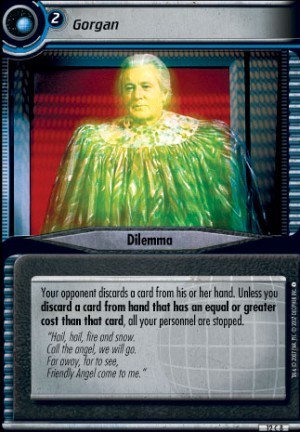 2 Gorgan
Dilemma
Your opponent discards a card from his or her hand. Unless you
discard a card from hand that has an equal or greater
cost than that card, all your personnel are stopped.
"Hail, hail, fire and snow.
Call the angel, we will go.
Far away, for to see,
Friendly Angel come to me."